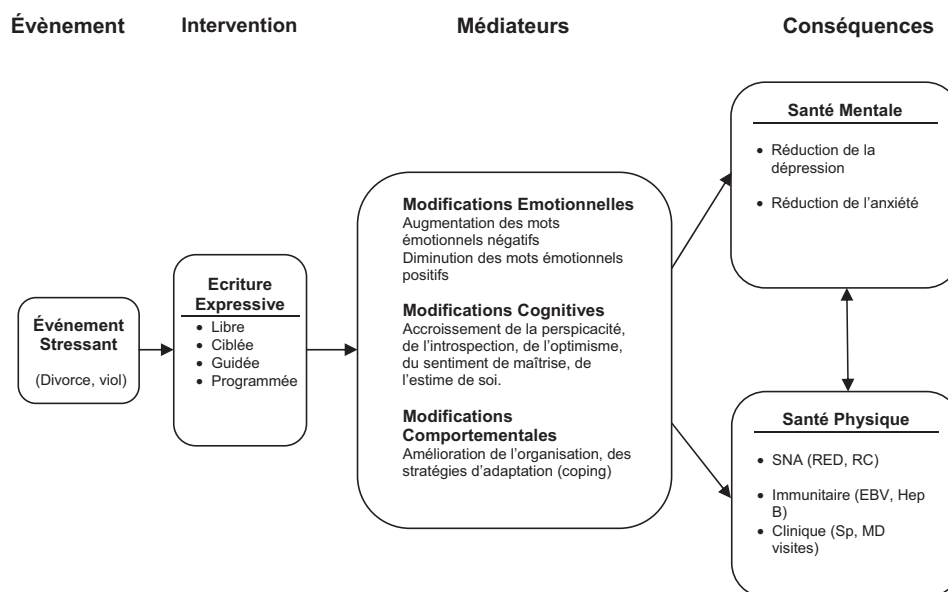 Évènement
Intervention
Médiateurs
Conséquences
Événement
Stressant
(Divorce, viol)
Ecriture
Expressive
• Libre
• Ciblée
• Guidée
• Programmée
Modifications Emotionnelles
Augmentation des mots
émotionnels négatifs
Diminution des mots émotionnels
positifs
Modifications Cognitives
Accroissement de la perspicacité,
de l'introspection, de l'optimisme,
du sentiment de maîtrise, de
l'estime de soi.
Modifications
Comportementales
Amélioration de l'organisation, des
stratégies d'adaptation (coping)
Santé Mentale
• Réduction de la
dépression
• Réduction de l'anxiété
Santé Physique
• SNA (RED, RC)
• Immunitaire (EBV, Hep
B)
• Clinique (Sp, MD
visites)